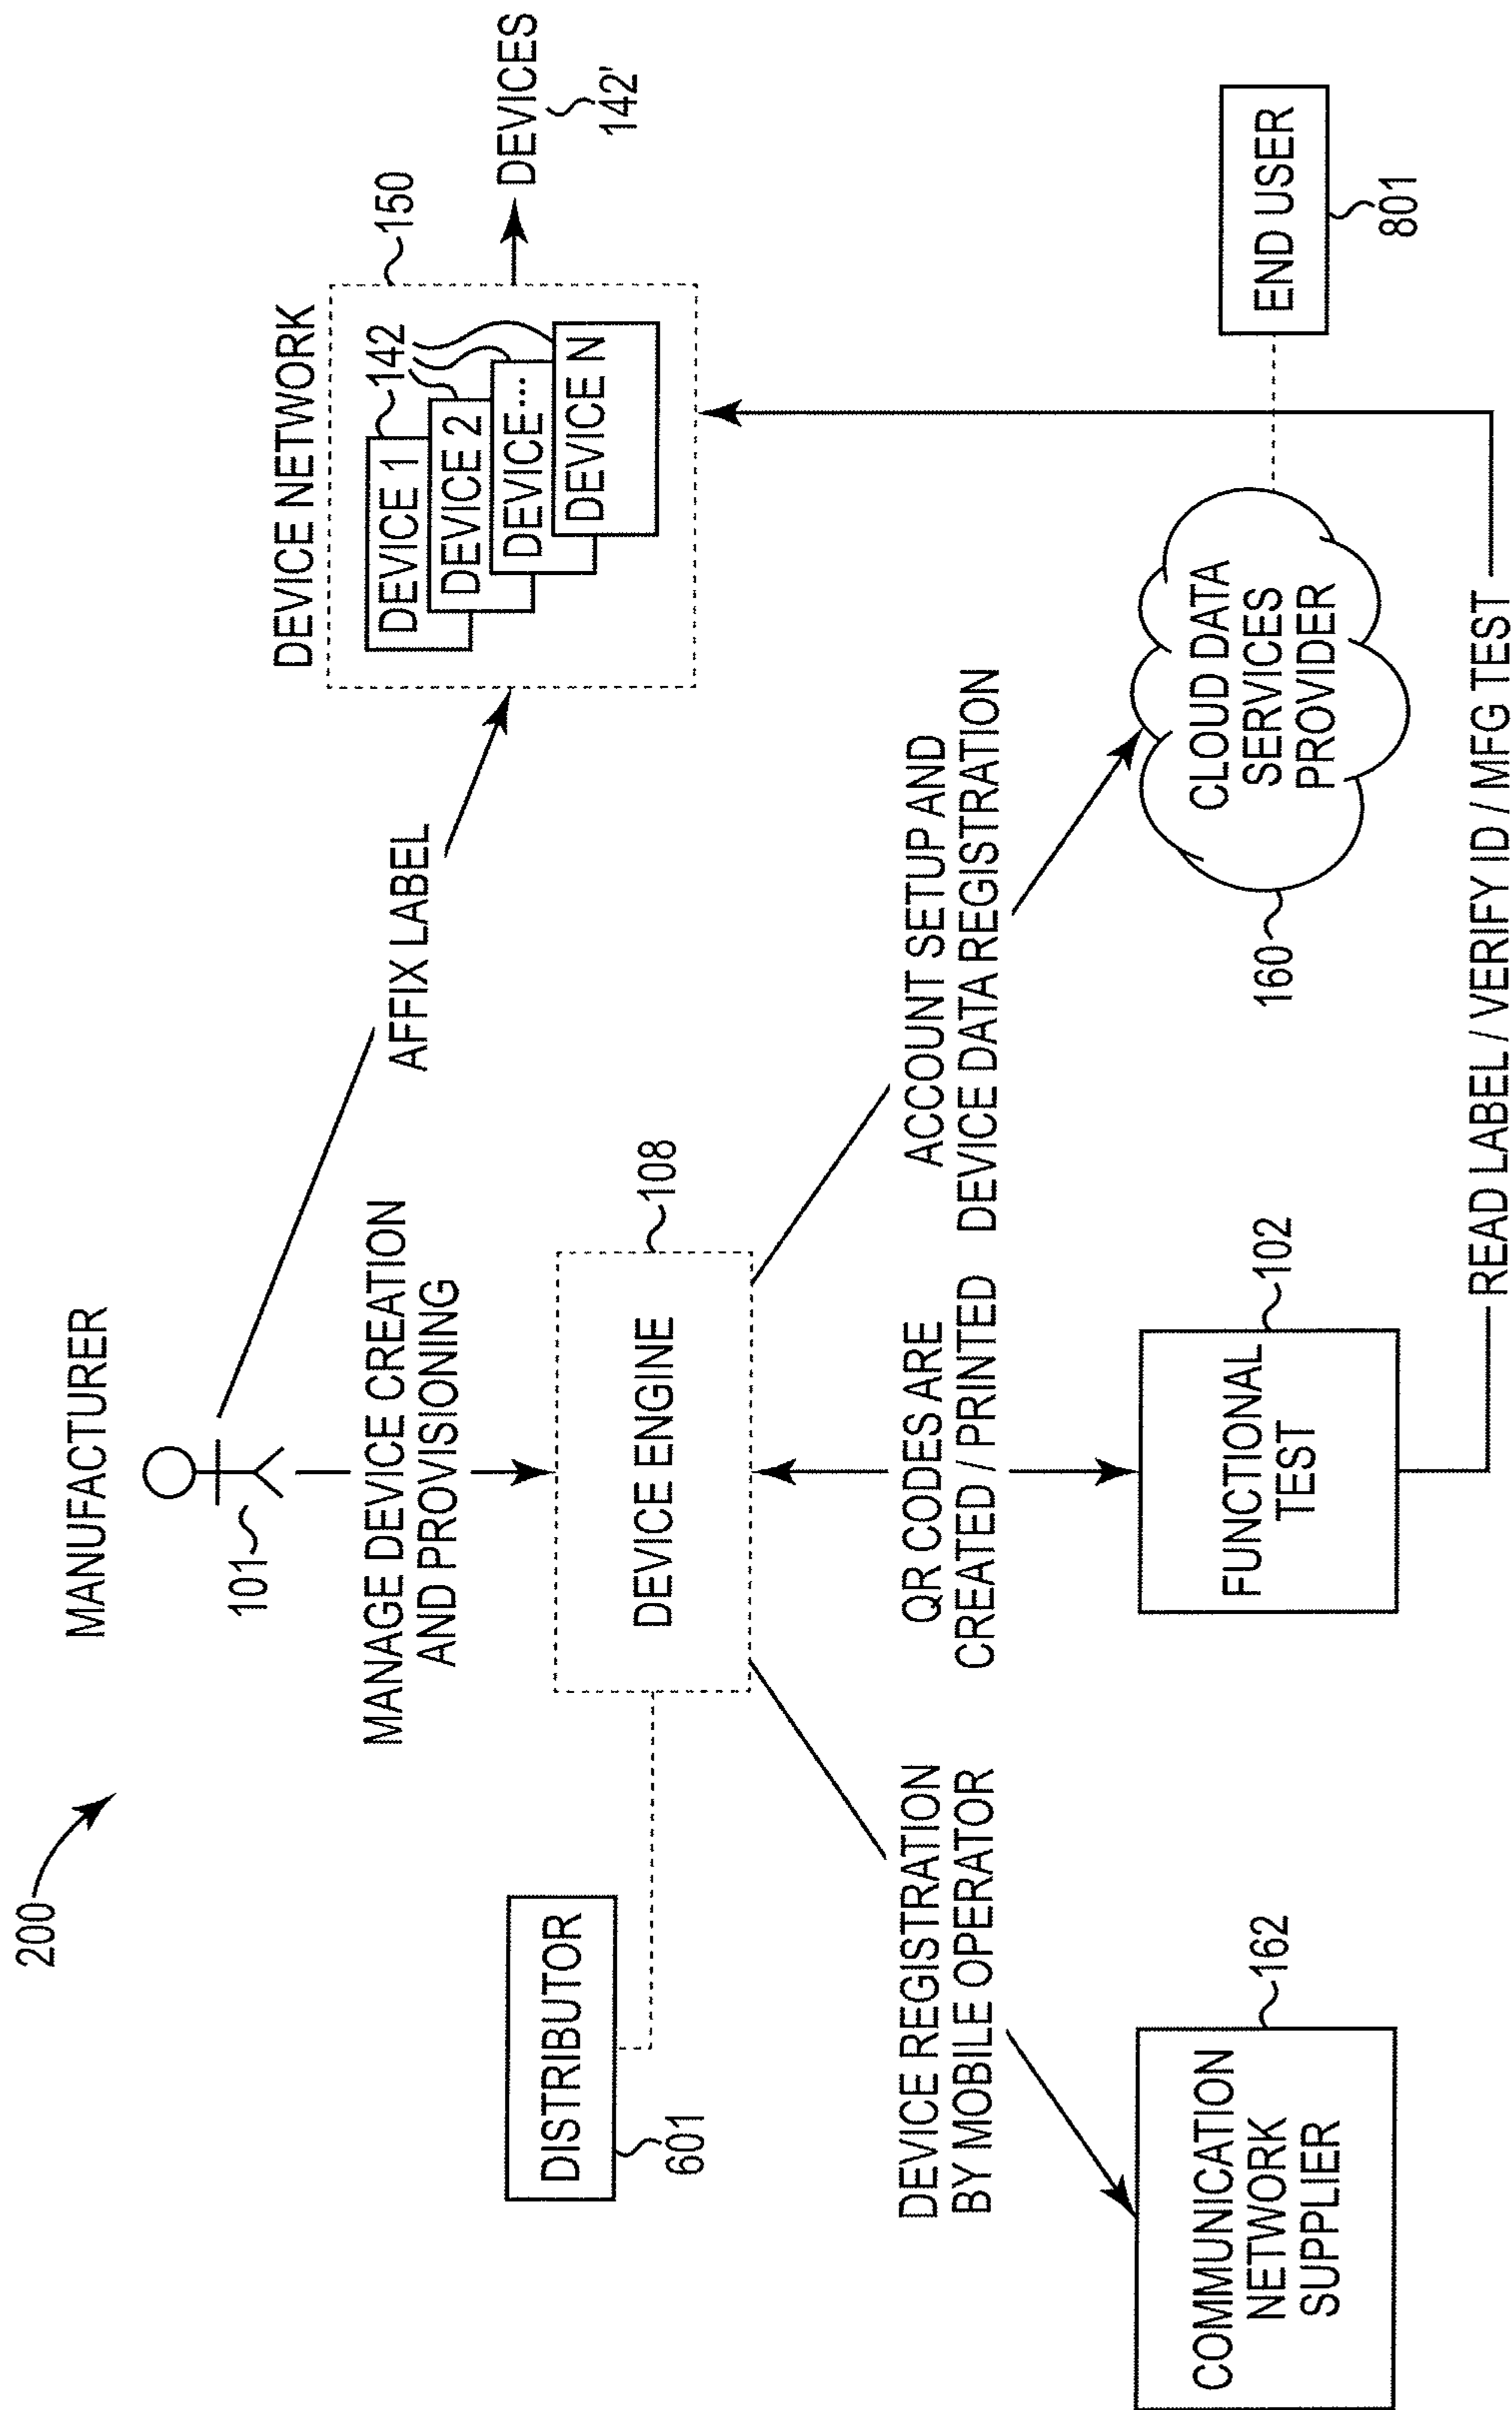 200
MANUFACTURER
101
MANAGE DEVICE CREATION
AND PROVISIONING
AFFIX LABEL
DEVICE NETWORK
150
DEVICE 1
142
DEVICE 2
DEVICE...
DEVICE N
DEVICES
142'
DISTRIBUTOR
601
DEVICE ENGINE
108
DEVICE REGISTRATION
BY MOBILE OPERATOR
QR CODES ARE
CREATED / PRINTED
ACCOUNT SETUP AND
DEVICE DATA REGISTRATION
COMMUNICATION
NETWORK
SUPPLIER
162
FUNCTIONAL
TEST
102
CLOUD DATA
SERVICES
PROVIDER
160
END USER
801
READ LABEL / VERIFY ID / MFG TEST